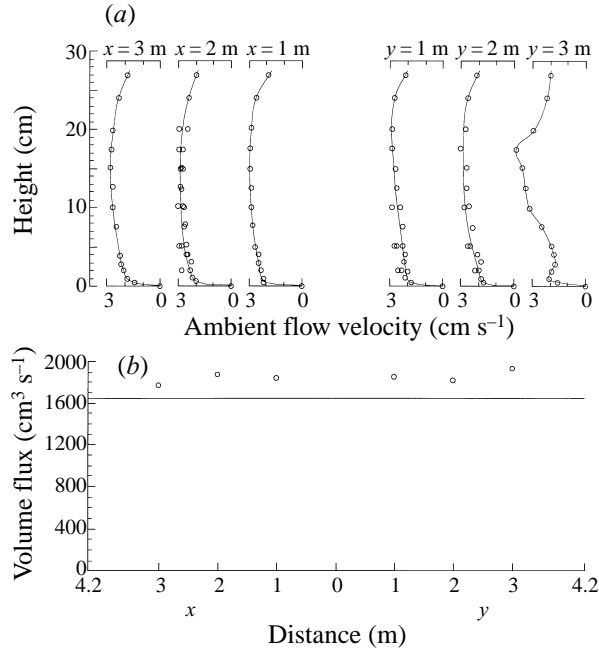 (a)
x = 3 m x = 2 m x = 1 m y = 1 m y = 2 m y = 3 m
30
20
10
0
Height (cm)
3 0 3 0 3 0 3 0 3 0 3 0
Ambient flow velocity (cm s–1)
(b)
2000
1600
1200
800
400
0
Volume flux (cm3 s–1)
4.2 3 2 1 0 1 2 3 4.2
x y
Distance (m)